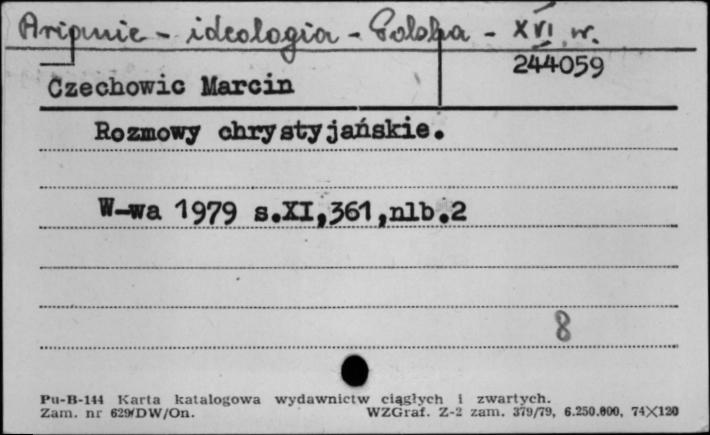 Arianie - ideologia - Polska - XVI w.
244059
Czechowic Marcin
Rozmowy chrystyjańskie.
W-wa 1979 s.XI,361,nlb.2
8
Pu-B-144 Karta katalogowa wydawnictw ciągłych i zwartych.
Zam. nr 629/DW/On. WZGraf. Z-2 zam. 379/79, 6.250.000, 74X120